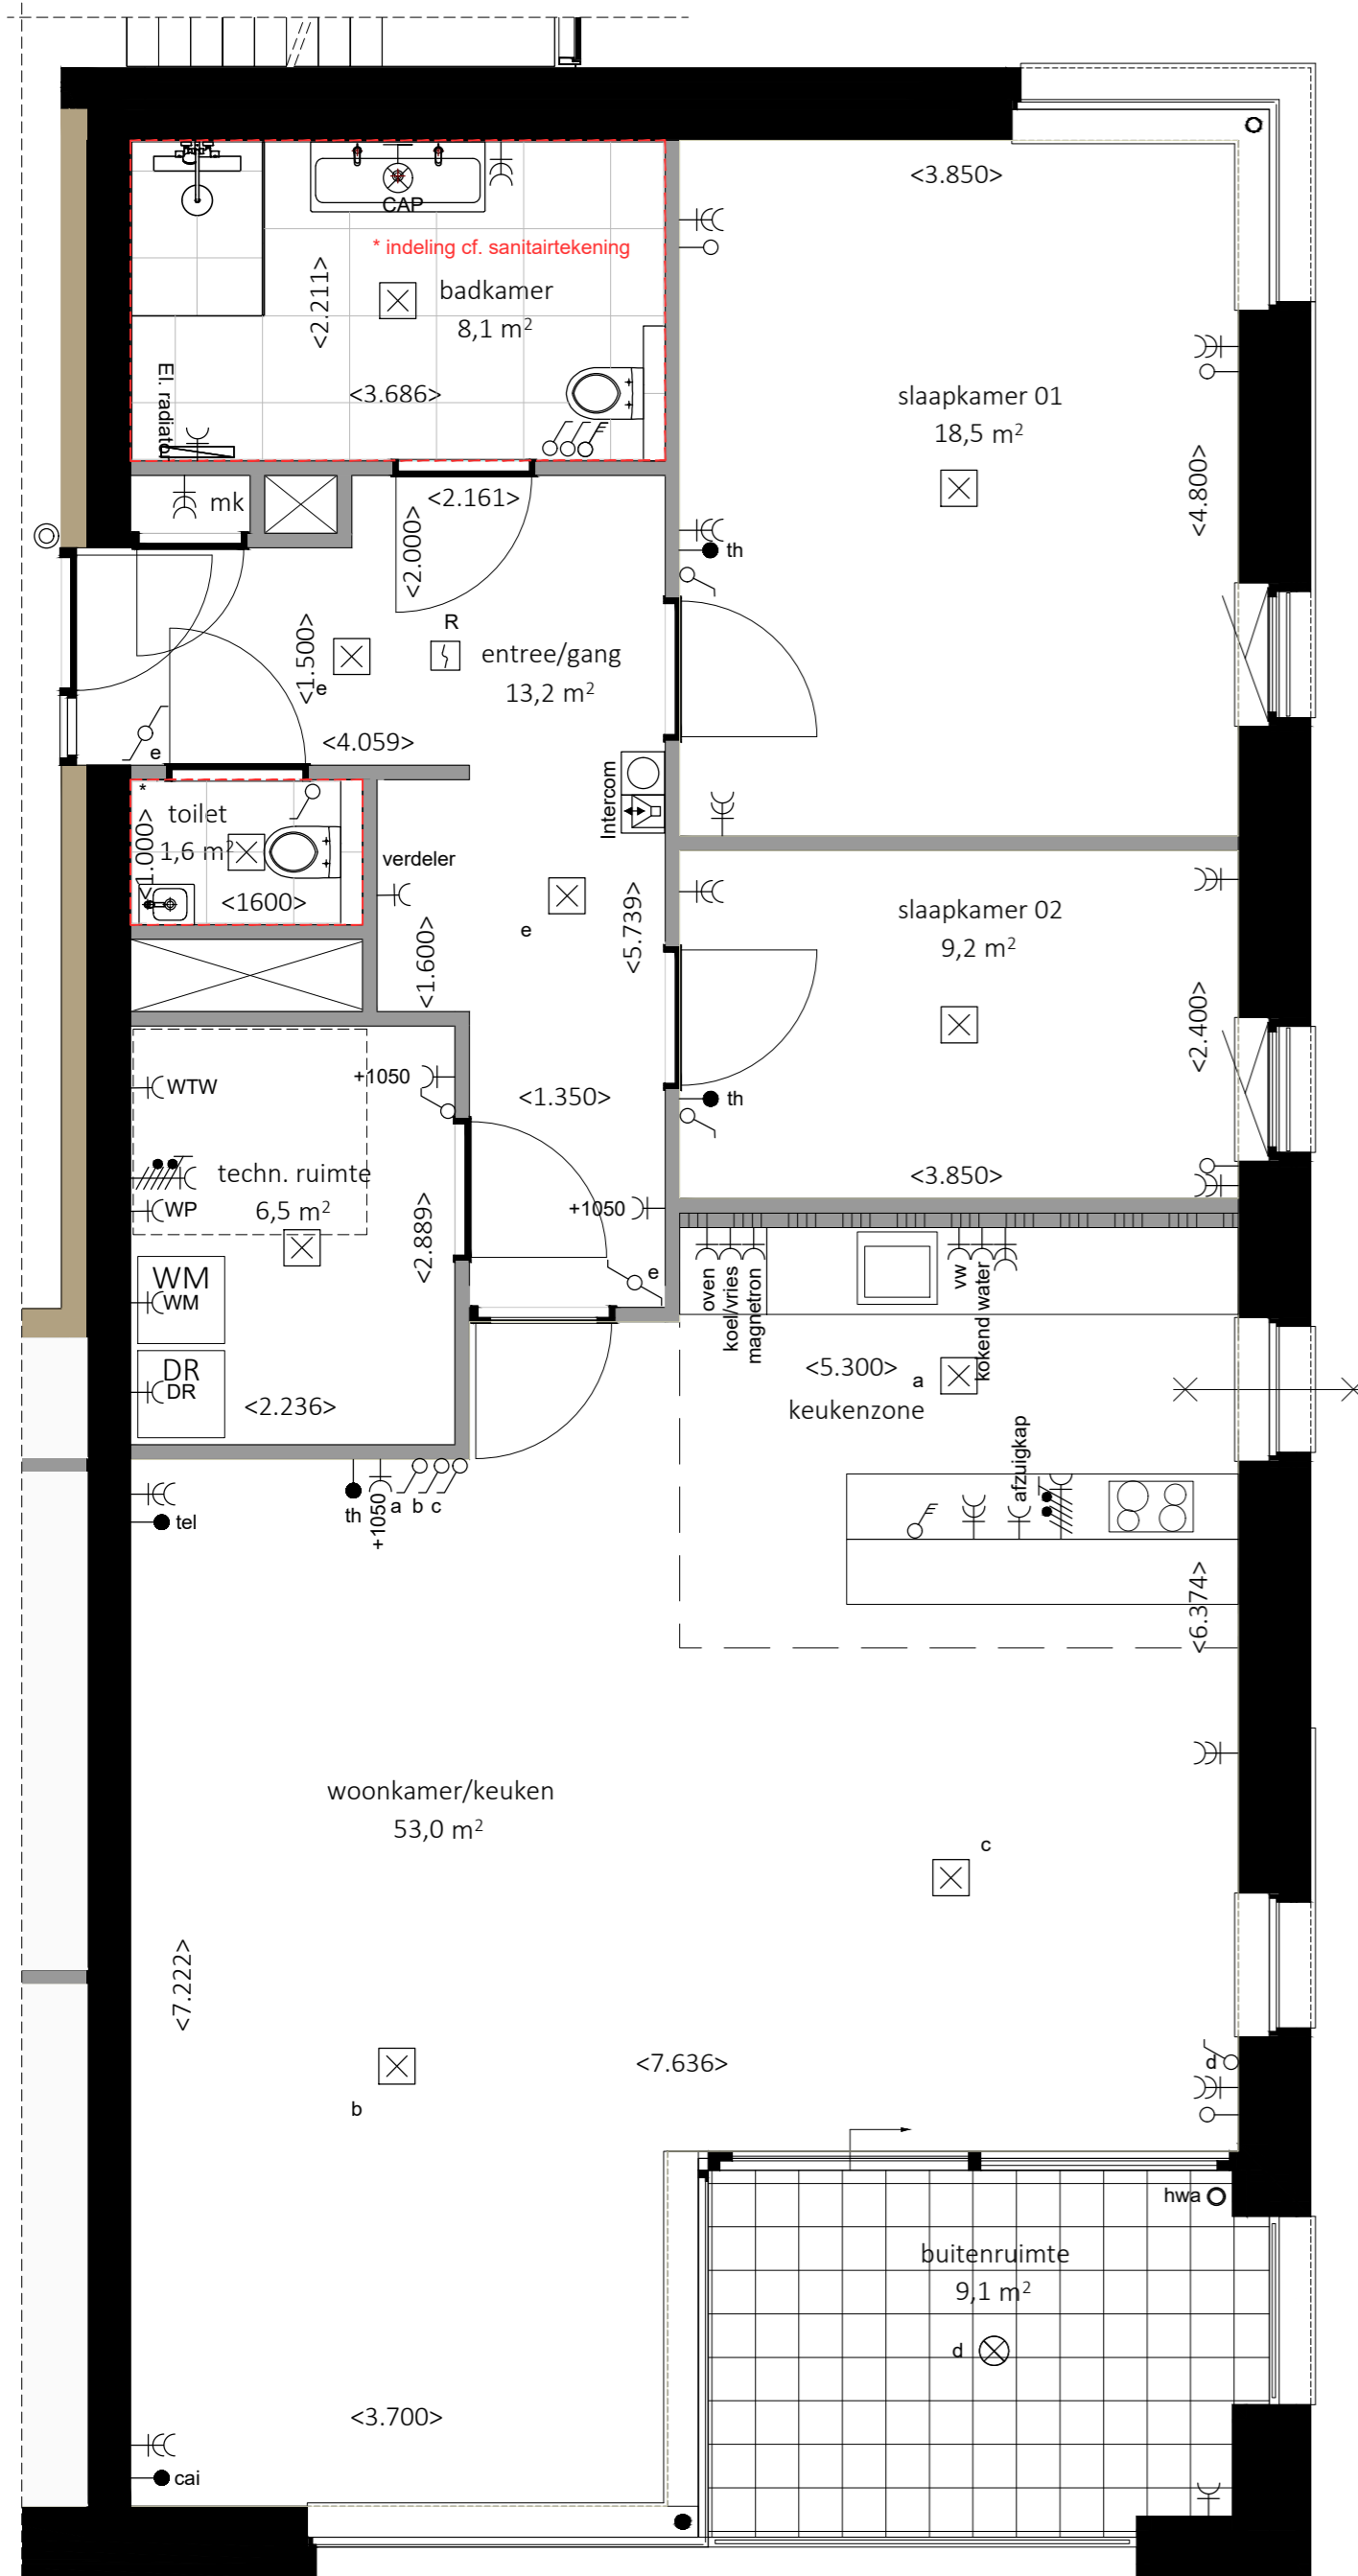 <3.850>
CAP
* indeling cf. sanitairtekening
badkamer
8,1 m²
<2.211>
<3.686>
El. radiator
slaapkamer 01
18,5 m²
<4.800>
mk
<2.161>
<2.000>
th
R
<1.500>
e
entree/gang
13,2 m²
e
<4.059>
Intercom
*
toilet
1,6 m²
<1.000>
<1600>
verdeler
e
<1.600>
<5.739>
slaapkamer 02
9,2 m²
<2.400>
WTW
+1050
<1.350>
th
techn. ruimte
6,5 m²
WP
<2.889>
+1050
<3.850>
e
WM
WM
DR
DR
<2.236>
oven
koel/vries
magnetron
vw
kokend water
<5.300>
a
keukenzone
afzuigkap
tel
th
+1050
a b c
<6.374>
woonkamer/keuken
53,0 m²
c
<7.222>
<7.636>
b
d
hwa
buitenruimte
9,1 m²
d
<3.700>
cai